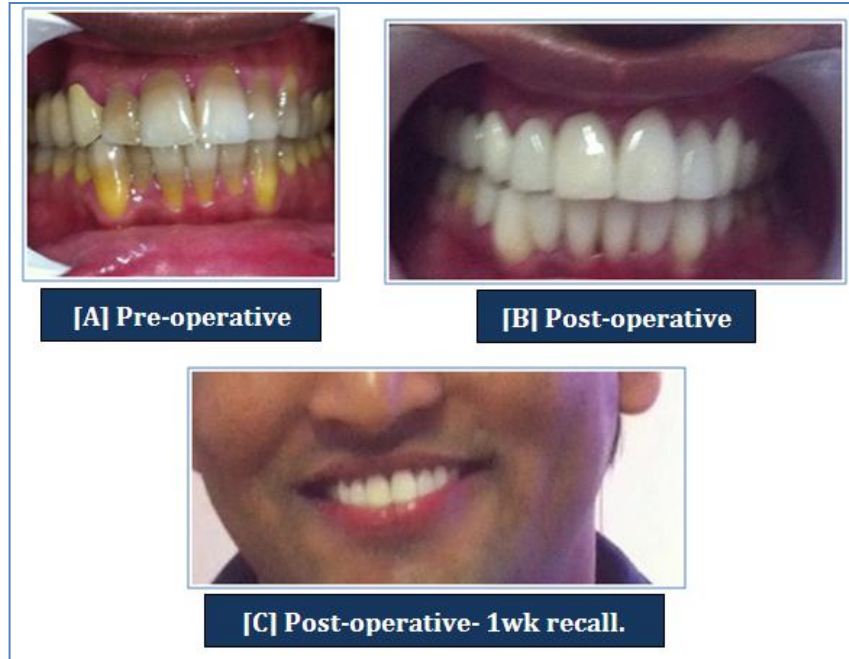 [A] Pre-operative
[B] Post-operative
[C] Post-operative- 1wk recall.